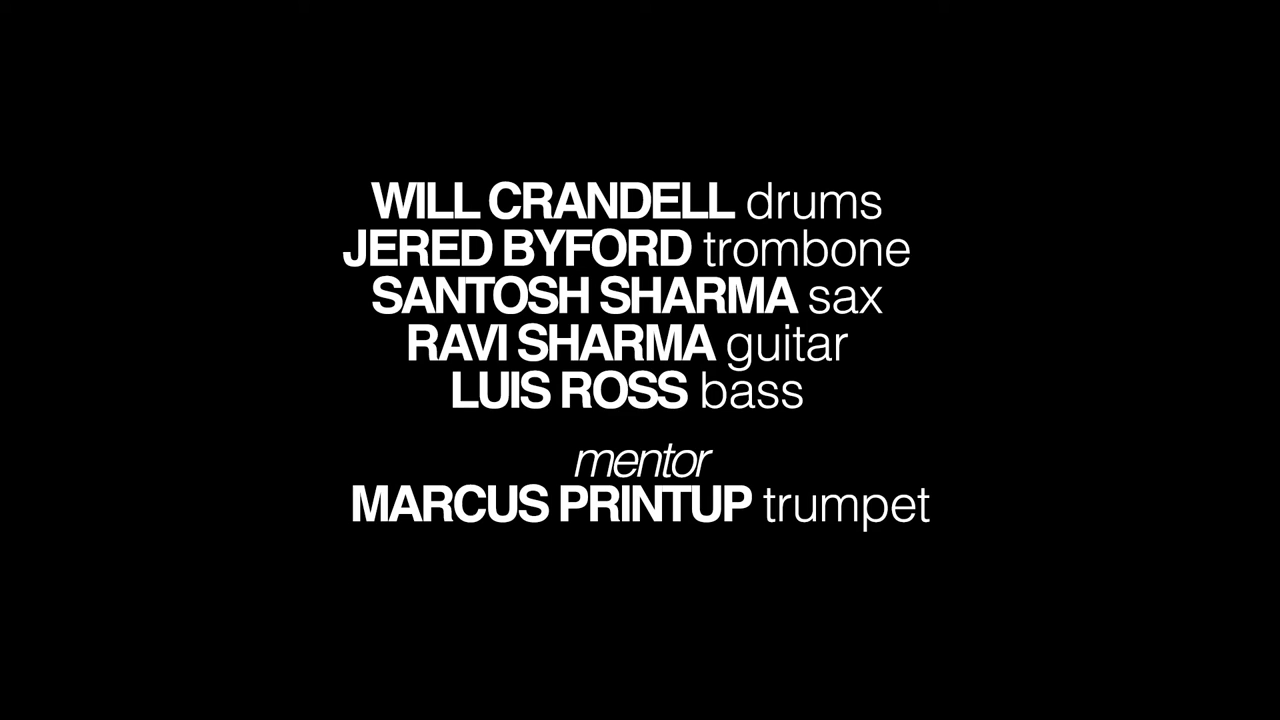 WILL CRANDELL drums
JERED BYFORD trombone
SANTOSH SHARMA sax
RAVI SHARMA guitar
LUIS ROSS bass
mentor
MARCUS PRINTUP trumpet